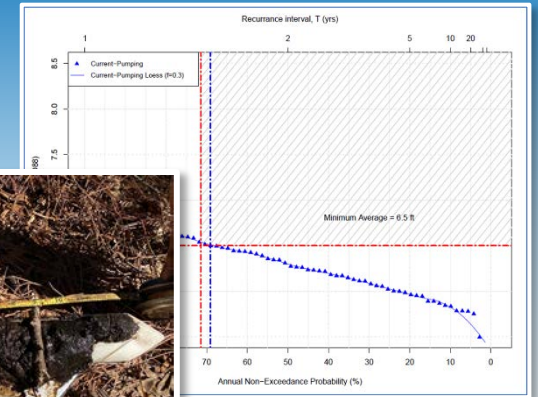 Recurrance interval, T (yrs)
1 2 5 10 20
Current-Pumping
Current-Pumping Loess (f=0.3)
8.5
8.0
7.5
Minimum Average = 6.5 ft
70 60 50 40 30 20 10 0
Annual Non-Exceedance Probability (%)